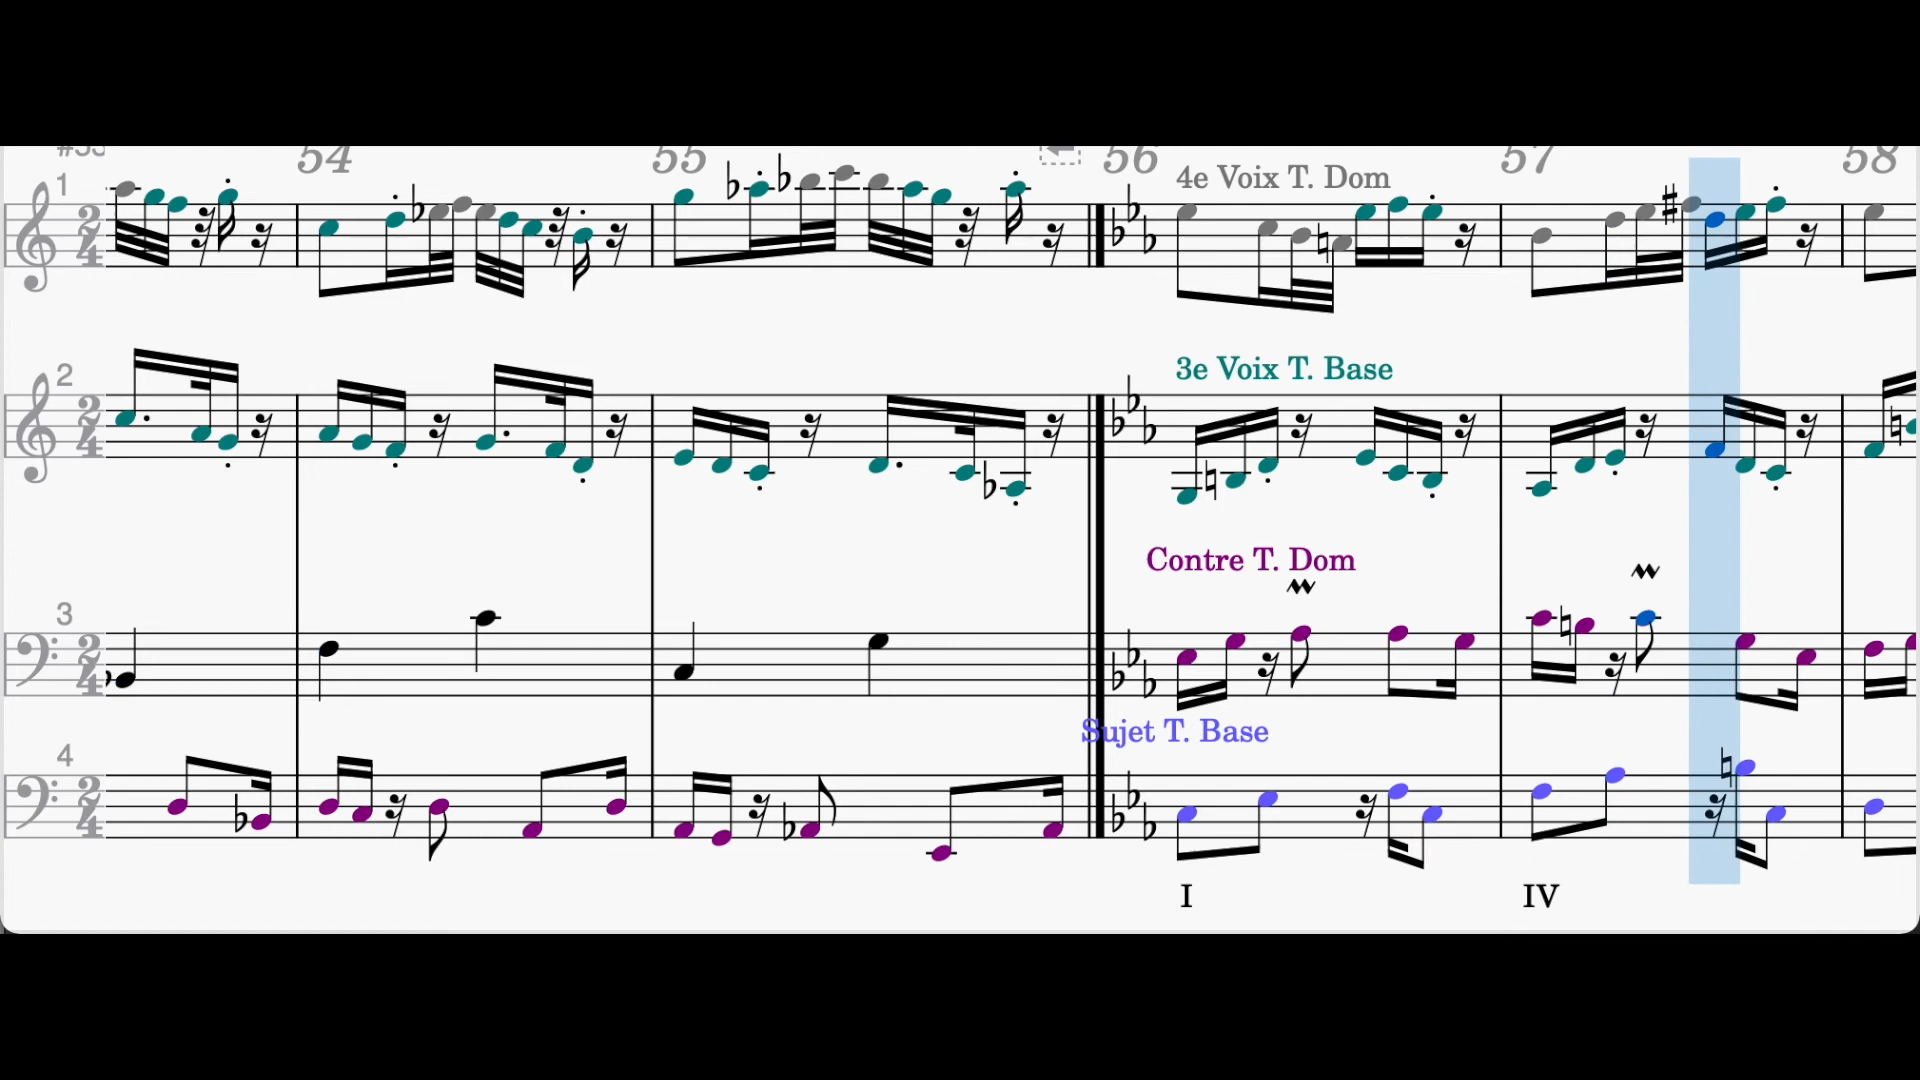 54 55 56 57 58
1
4e Voix T. Dom
2
3e Voix T. Base
Contre T. Dom
3
Sujet T. Base
4
I IV